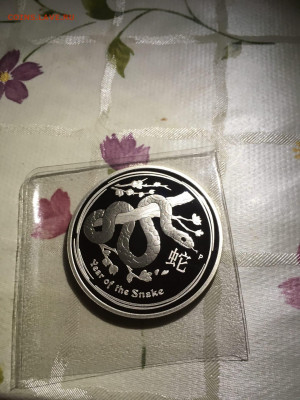 蛇
P
Year of the Snake